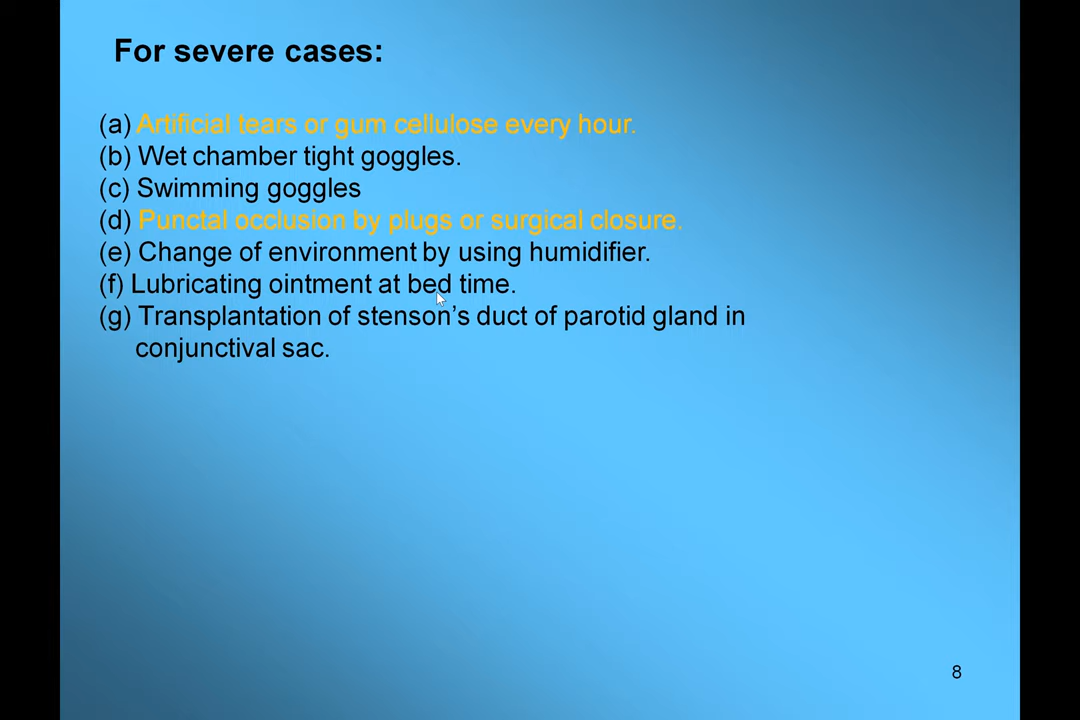 For severe cases:
(a) Artificial tears or gum cellulose every hour.
(b) Wet chamber tight goggles.
(c) Swimming goggles
(d) Punctal occlusion by plugs or surgical closure.
(e) Change of environment by using humidifier.
(f) Lubricating ointment at bed time.
(g) Transplantation of stenson’s duct of parotid gland in
conjunctival sac.
8